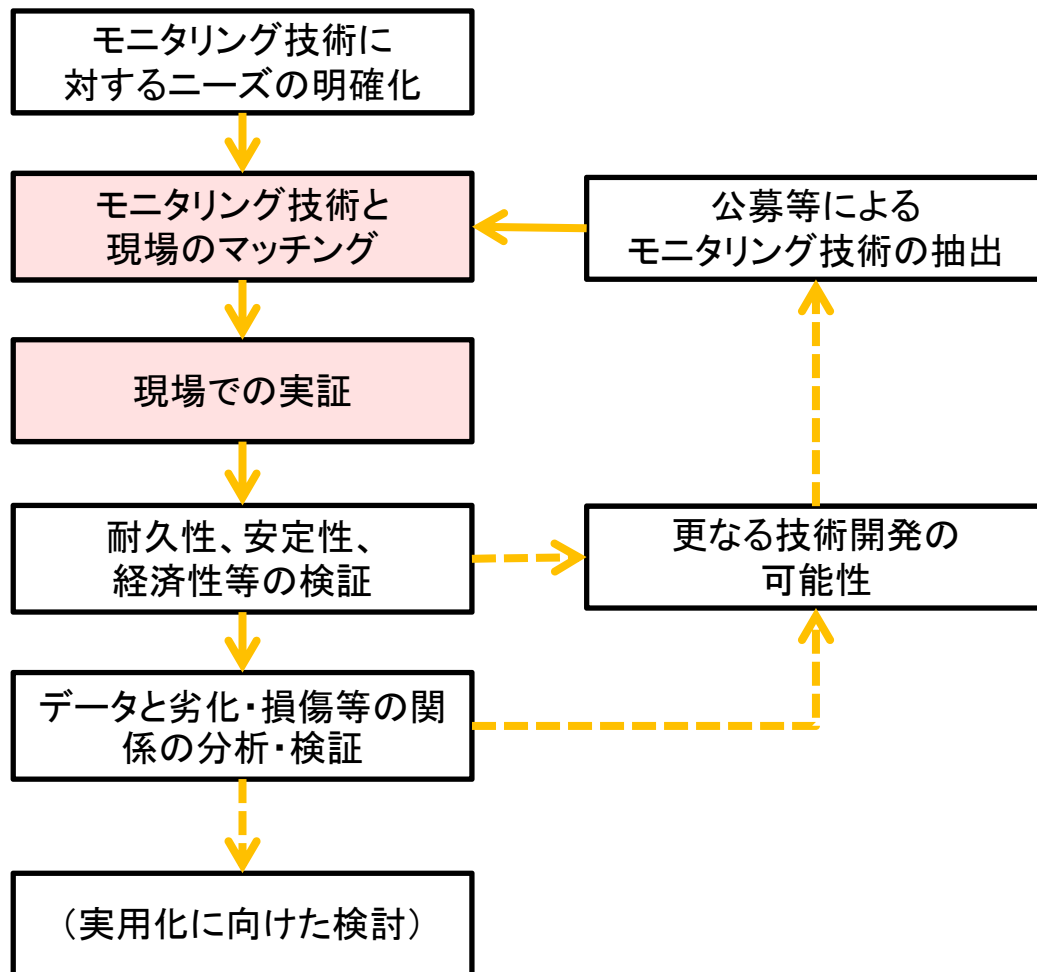 モニタリング技術に
対するニーズの明確化
モニタリング技術と
現場のマッチング
公募等による
モニタリング技術の抽出
現場での実証
耐久性、安定性、
経済性等の検証
更なる技術開発の
可能性
データと劣化・損傷等の関
係の分析・検証
（実用化に向けた検討）